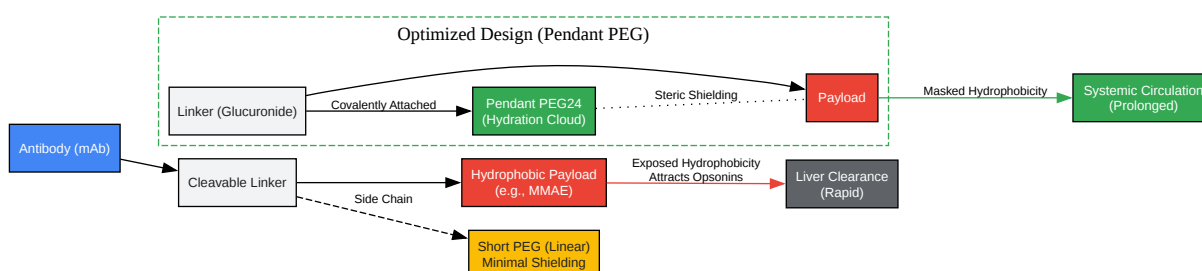 Optimized Design (Pendant PEG)
Linker (Glucuronide)
Covalently Attached
Pendant PEG24
(Hydration Cloud)
Steric Shielding
Payload
Masked Hydrophobicity
Systemic Circulation
(Prolonged)
Antibody (mAb)
Cleavable Linker
Side Chain
Hydrophobic Payload
(e.g., MMAE)
Exposed Hydrophobicity
Attracts Opsonins
Liver Clearance
(Rapid)
Short PEG (Linear)
Minimal Shielding